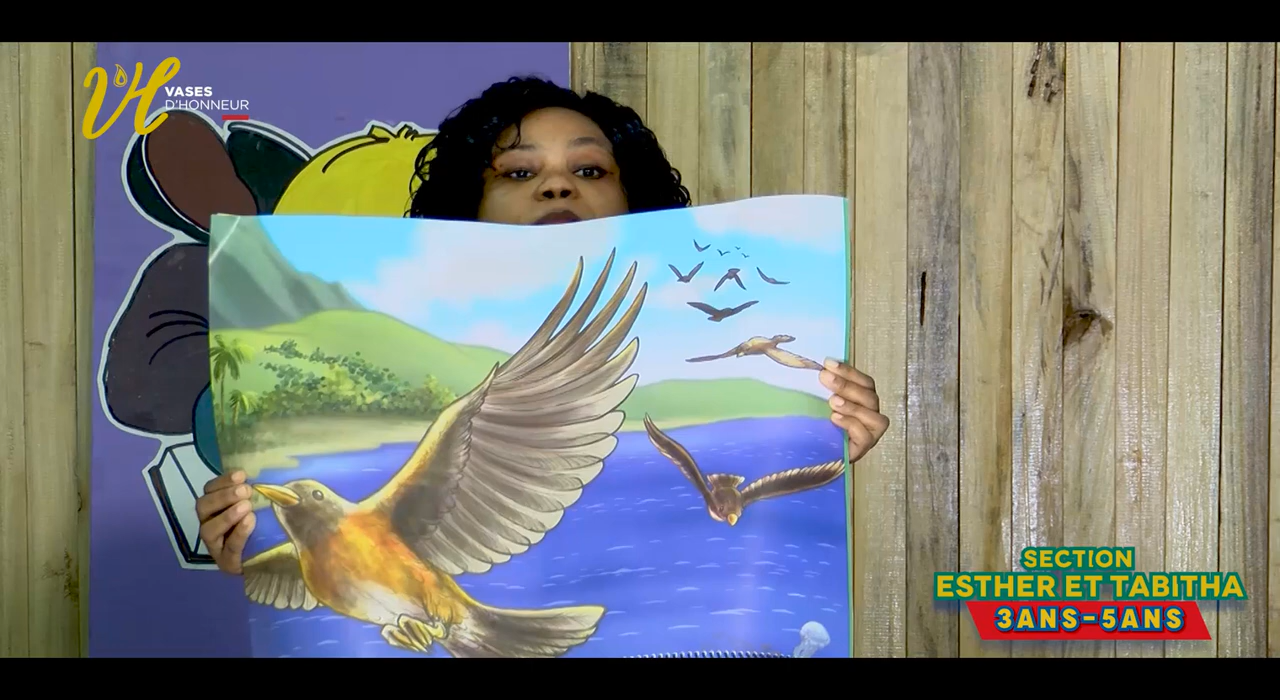 VH
VASES
D'HONNEUR
SECTION
ESTHER ET TABITHA
3ANS-5ANS